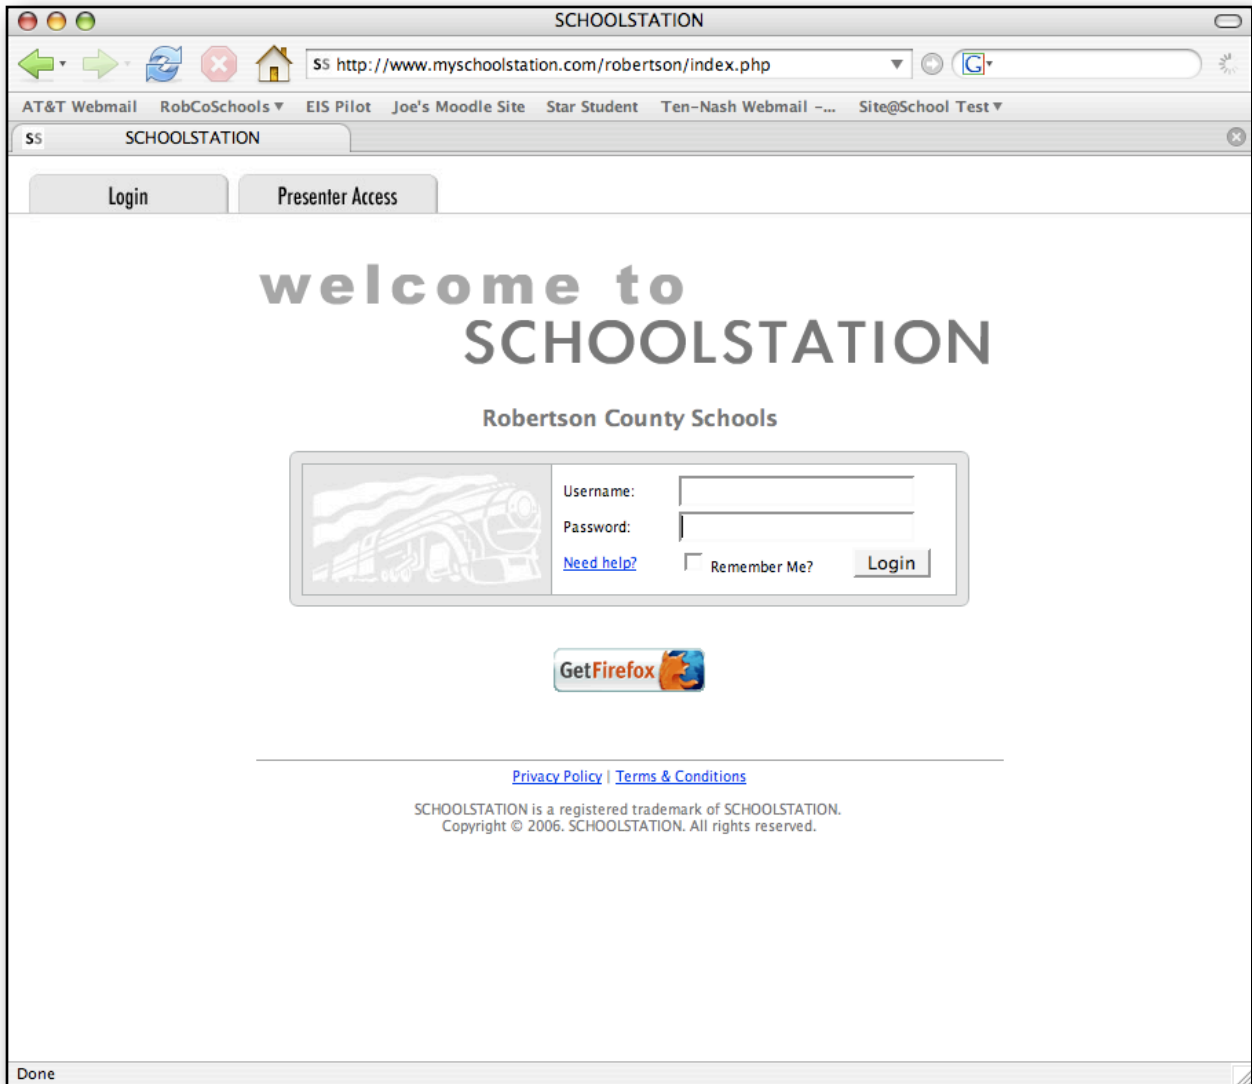 SCHOOLSTATION
SS http://www.myschoolstation.com/robertson/index.php G
AT&T Webmail RobCoSchools EIS Pilot Joe's Moodle Site Star Student Ten-Nash Webmail -... Site@School Test
SS SCHOOLSTATION
Login Presenter Access
welcome to
SCHOOLSTATION
Robertson County Schools
Username:
Password:
Need help? Remember Me? Login
GetFirefox
Privacy Policy | Terms & Conditions
SCHOOLSTATION is a registered trademark of SCHOOLSTATION.
Copyright © 2006. SCHOOLSTATION. All rights reserved.
Done